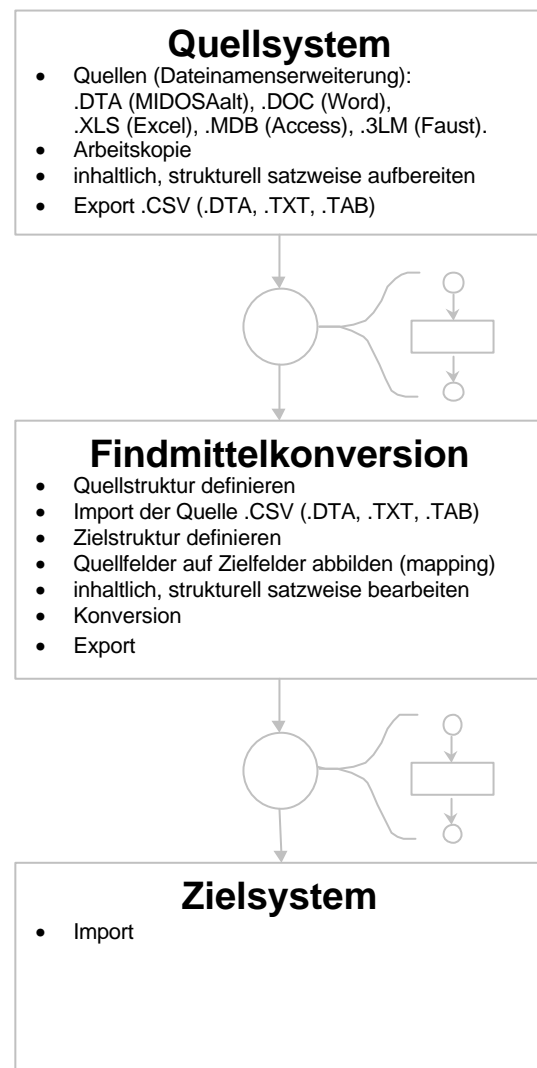 Quellsystem
• Quellen (Dateinamenserweiterung):
.DTA (MIDOSAalt), .DOC (Word),
.XLS (Excel), .MDB (Access), .3LM (Faust).
• Arbeitskopie
• inhaltlich, strukturell satzweise aufbereiten
• Export .CSV (.DTA, .TXT, .TAB)
Findmittelkonversion
• Quellstruktur definieren
• Import der Quelle .CSV (.DTA, .TXT, .TAB)
• Zielstruktur definieren
• Quellfelder auf Zielfelder abbilden (mapping)
• inhaltlich, strukturell satzweise bearbeiten
• Konversion
• Export
Zielsystem
• Import